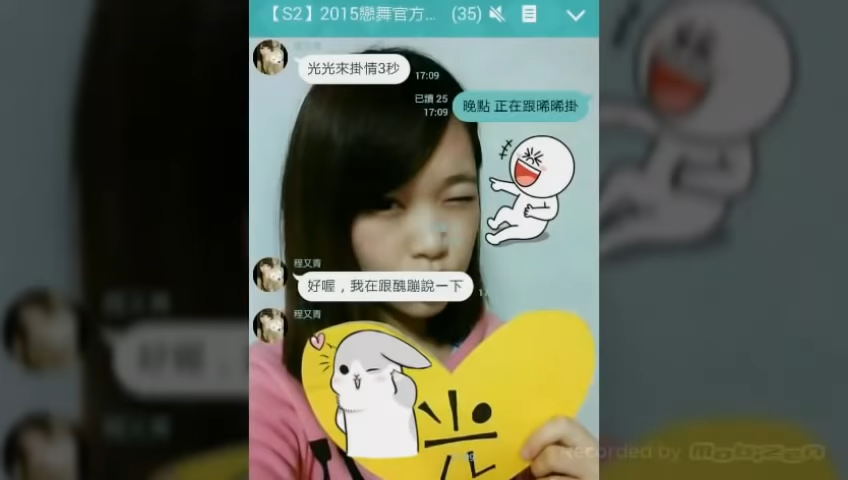 【S2】2015戀舞官方... (35)
光光來掛情3秒
17:09
已讀 25
17:09
晚點 正在跟晞晞掛
程又青
好喔，我在跟醜蹦說一下
程又青
光
Recorded by Mobizen